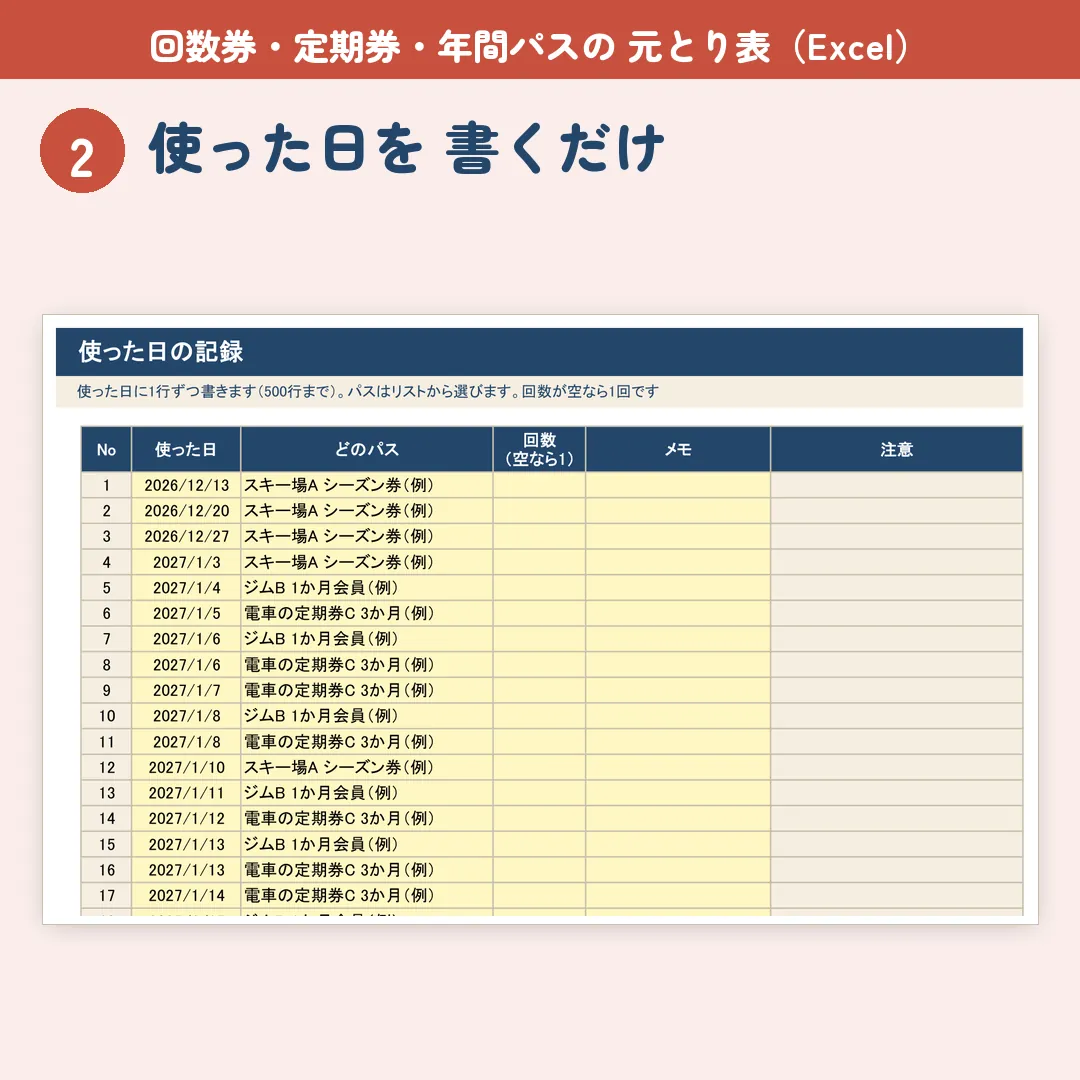 回数券・定期券・年間パスの 元とり表（Excel）
2 使った日を 書くだけ
使った日の記録
使った日に1行ずつ書きます（500行まで）。パスはリストから選びます。回数が空なら1回です
No 使った日 どのパス 回数（空なら1） メモ 注意
1 2026/12/13 スキー場A シーズン券（例）
2 2026/12/20 スキー場A シーズン券（例）
3 2026/12/27 スキー場A シーズン券（例）
4 2027/1/3 スキー場A シーズン券（例）
5 2027/1/4 ジムB 1か月会員（例）
6 2027/1/5 電車の定期券C 3か月（例）
7 2027/1/6 ジムB 1か月会員（例）
8 2027/1/6 電車の定期券C 3か月（例）
9 2027/1/7 電車の定期券C 3か月（例）
10 2027/1/8 ジムB 1か月会員（例）
11 2027/1/8 電車の定期券C 3か月（例）
12 2027/1/10 スキー場A シーズン券（例）
13 2027/1/11 ジムB 1か月会員（例）
14 2027/1/12 電車の定期券C 3か月（例）
15 2027/1/13 ジムB 1か月会員（例）
16 2027/1/13 電車の定期券C 3か月（例）
17 2027/1/14 電車の定期券C 3か月（例）